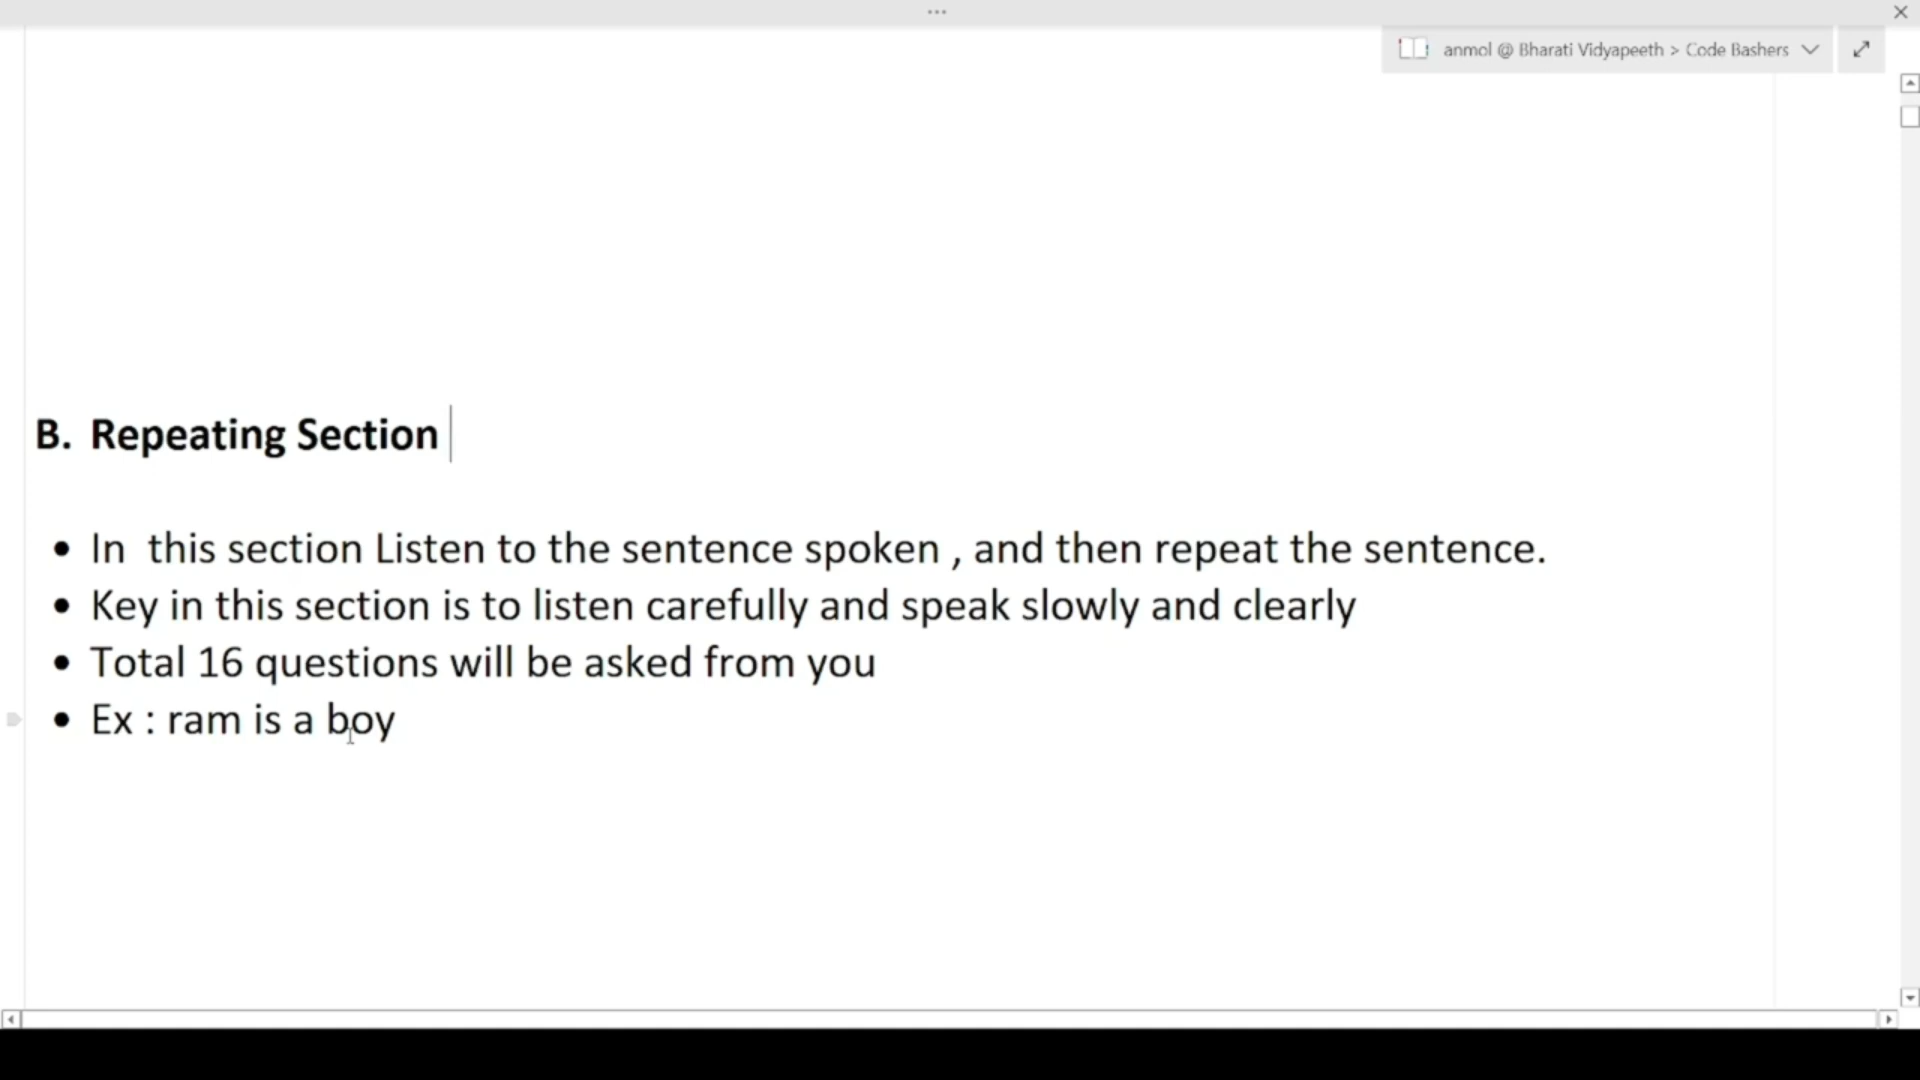 anmol @ Bharati Vidyapeeth > Code Bashers
B. Repeating Section
• In  this section Listen to the sentence spoken , and then repeat the sentence.
• Key in this section is to listen carefully and speak slowly and clearly
• Total 16 questions will be asked from you
• Ex : ram is a boy